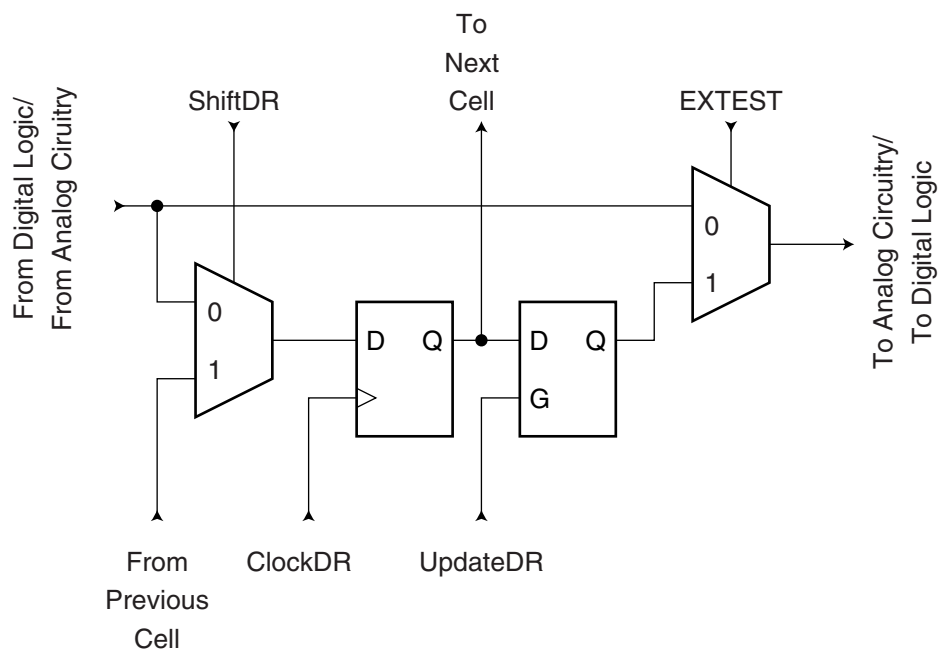 To
Next
Cell
ShiftDR
EXTEST
From Digital Logic/
From Analog Ciruitry
0
1
D Q
D Q
G
0
1
To Analog Circuitry/
To Digital Logic
From
Previous
Cell
ClockDR
UpdateDR